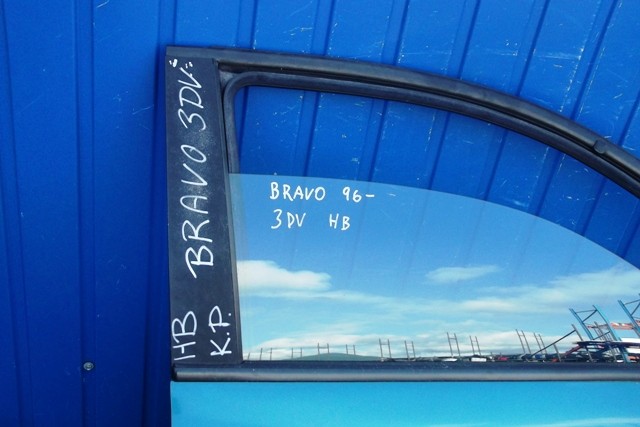 BRAVO 3DV
HB
K.P.
BRAVO 96-
3DV HB